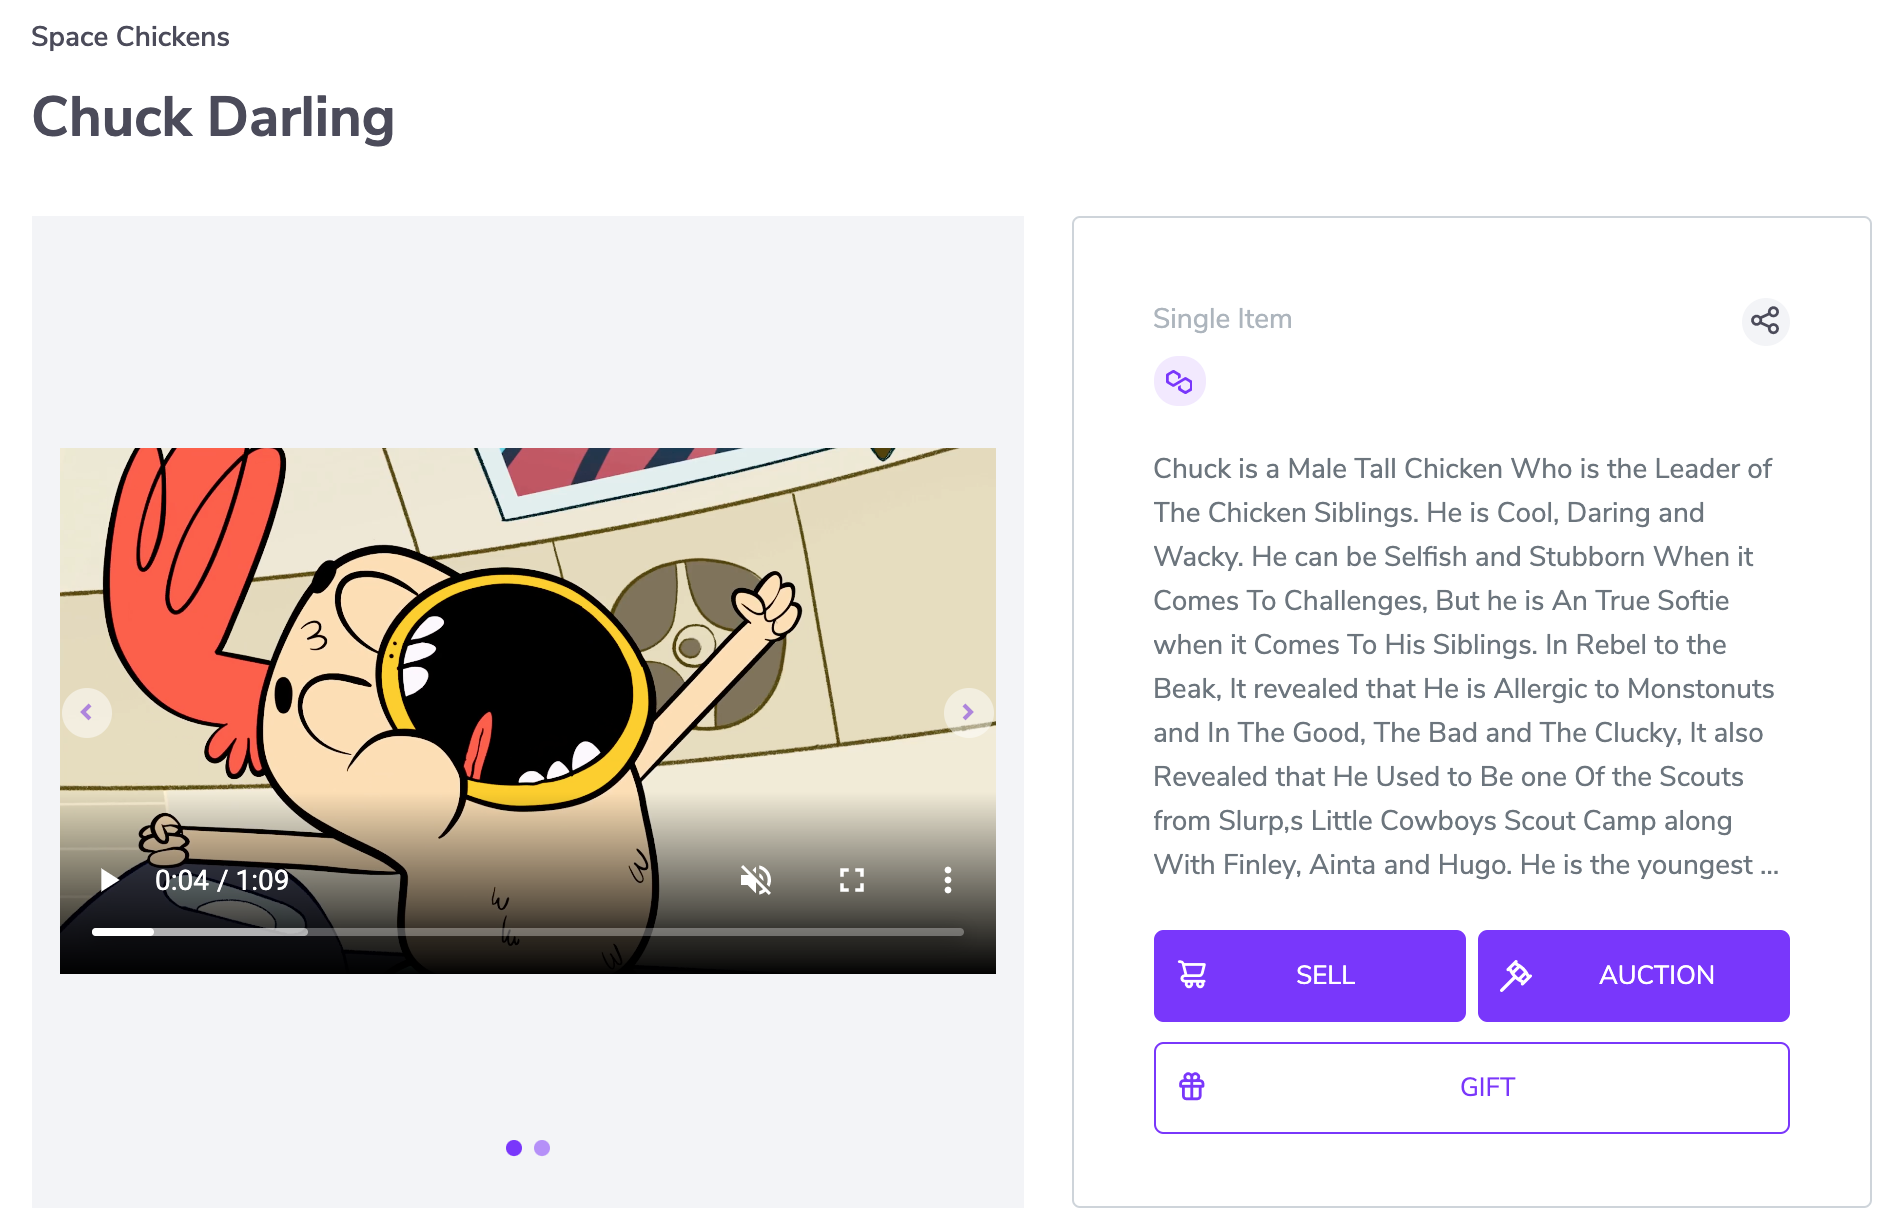 Space Chickens
Chuck Darling
Single Item
Chuck is a Male Tall Chicken Who is the Leader of
The Chicken Siblings. He is Cool, Daring and
Wacky. He can be Selfish and Stubborn When it
Comes To Challenges, But he is An True Softie
when it Comes To His Siblings. In Rebel to the
Beak, It revealed that He is Allergic to Monstonuts
and In The Good, The Bad and The Clucky, It also
Revealed that He Used to Be one Of the Scouts
from Slurp,s Little Cowboys Scout Camp along
With Finley, Ainta and Hugo. He is the youngest ...
0:04 / 1:09
SELL
AUCTION
GIFT